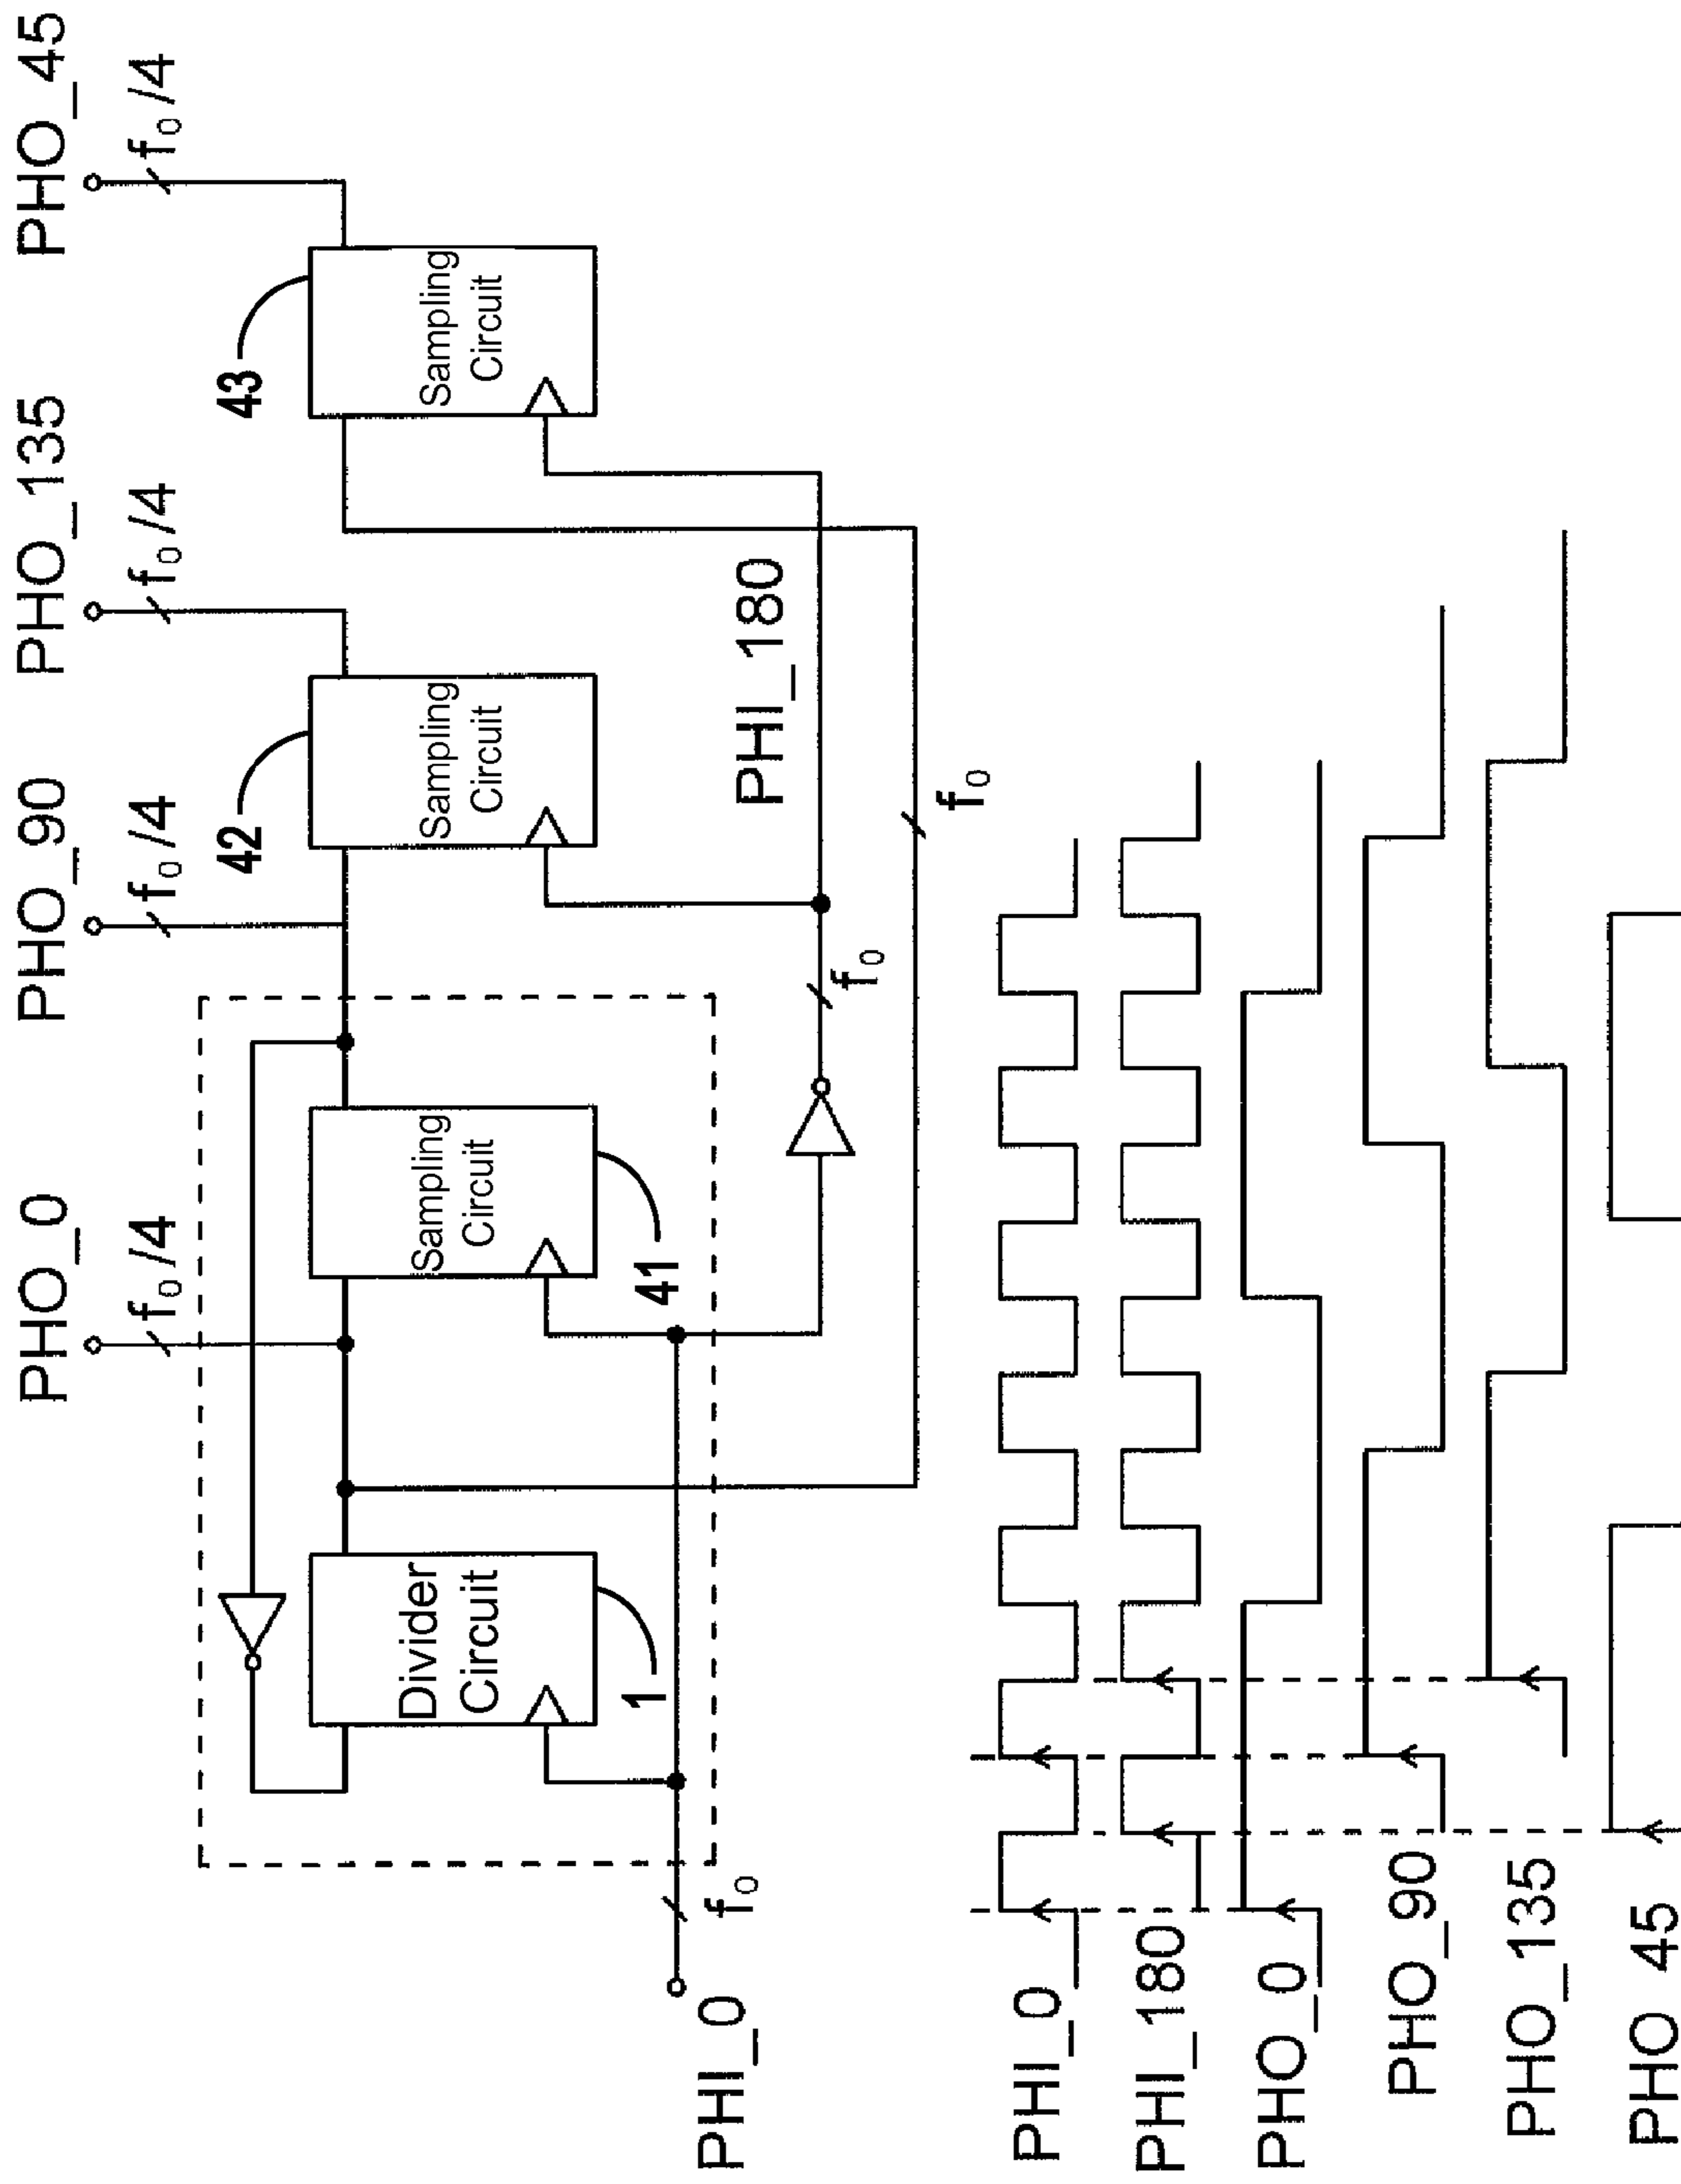 PHO_0
PHO_90
PHO_135
PHO_45
f₀/4
f₀/4
f₀/4
f₀/4
43
42
Divider
Circuit
Sampling
Circuit
Sampling
Circuit
Sampling
Circuit
1
41
PHI_0
f₀
f₀
PHI_180
f₀
PHI_0
PHI_180
PHO_0
PHO_90
PHO_135
PHO_45